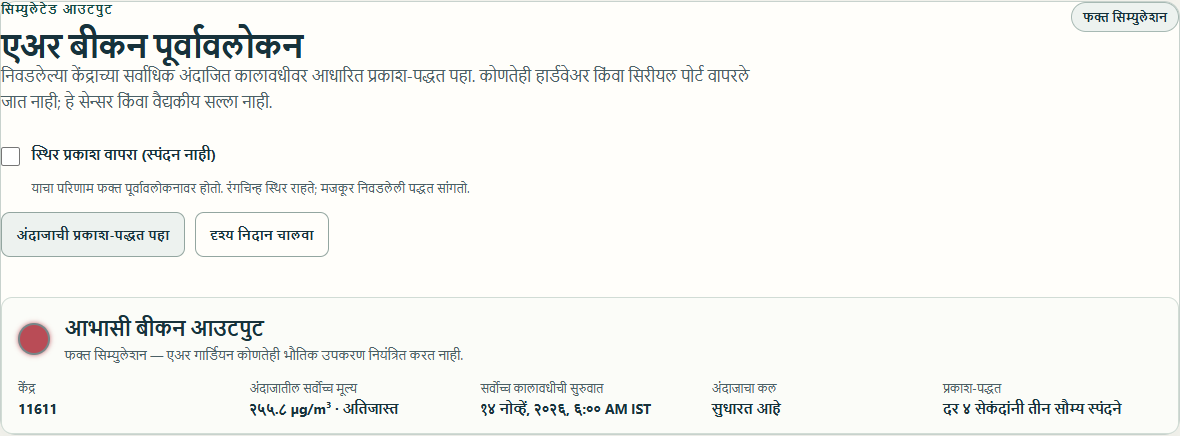 सिम्युलेटेड आउटपुट
फक्त सिम्युलेशन
एअर बीकन पूर्वावलोकन
निवडलेल्या केंद्राच्या सर्वाधिक अंदाजित कालावधीवर आधारित प्रकाश-पद्धत पहा. कोणतेही हार्डवेअर किंवा सिरीयल पोर्ट वापरले
जात नाही; हे सेन्सर किंवा वैद्यकीय सल्ला नाही.
स्थिर प्रकाश वापरा (स्पंदन नाही)
याचा परिणाम फक्त पूर्वावलोकनावर होतो. रंगचिन्ह स्थिर राहते; मजकूर निवडलेली पद्धत सांगतो.
अंदाजाची प्रकाश-पद्धत पहा
दृश्य निदान चालवा
आभासी बीकन आउटपुट
फक्त सिम्युलेशन — एअर गार्डियन कोणतेही भौतिक उपकरण नियंत्रित करत नाही.
केंद्र
11611
अंदाजातील सर्वोच्च मूल्य
२५५.८ µg/m³ · अतिजास्त
सर्वोच्च कालावधीची सुरुवात
१४ नोव्हें, २०२६, ६:०० AM IST
अंदाजाचा कल
सुधारत आहे
प्रकाश-पद्धत
दर ४ सेकंदांनी तीन सौम्य स्पंदने